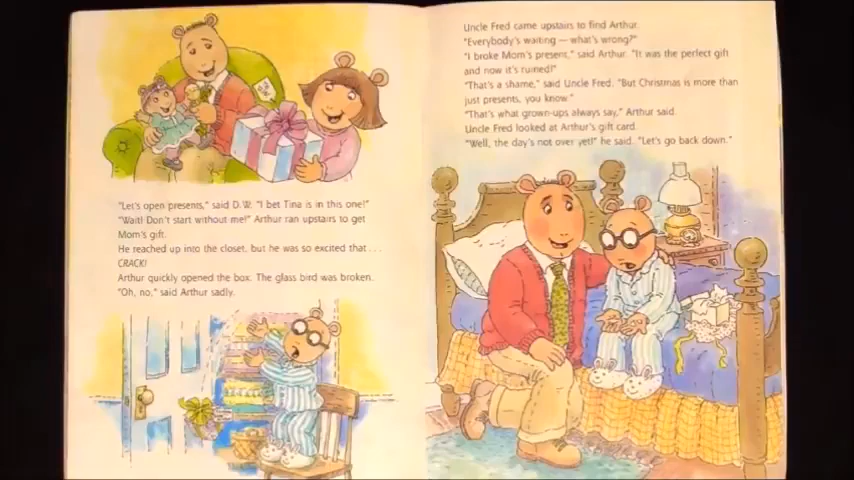 "Let's open presents," said D.W. "I bet Tina is in this one!"
"Wait! Don't start without me!" Arthur ran upstairs to get
Mom's gift.
He reached up into the closet, but he was so excited that . . .
CRACK!
Arthur quickly opened the box. The glass bird was broken.
"Oh, no," said Arthur sadly.
Uncle Fred came upstairs to find Arthur.
"Everybody's waiting — what's wrong?"
"I broke Mom's present," said Arthur. "It was the perfect gift
and now it's ruined!"
"That's a shame," said Uncle Fred. "But Christmas is more than
just presents, you know."
"That's what grown-ups always say," Arthur said.
Uncle Fred looked at Arthur's gift card.
"Well, the day's not over yet!" he said. "Let's go back down."